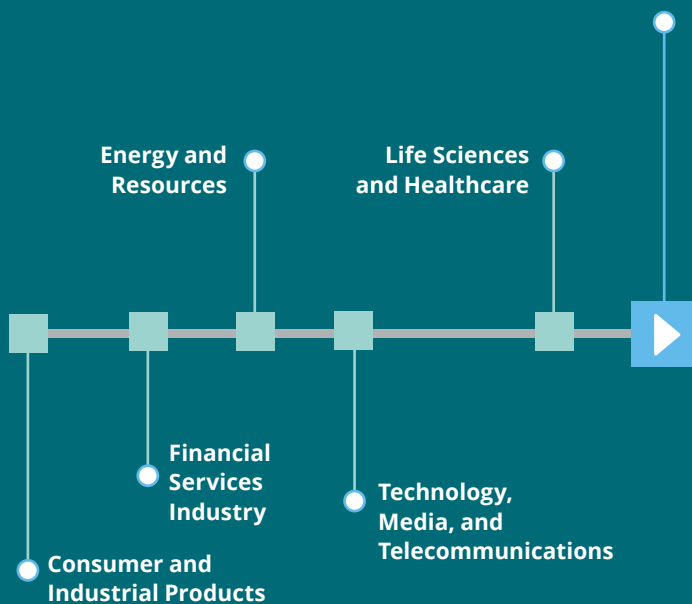 Energy and
Resources
Life Sciences
and Healthcare
Financial
Services
Industry
Technology,
Media, and
Telecommunications
Consumer and
Industrial Products